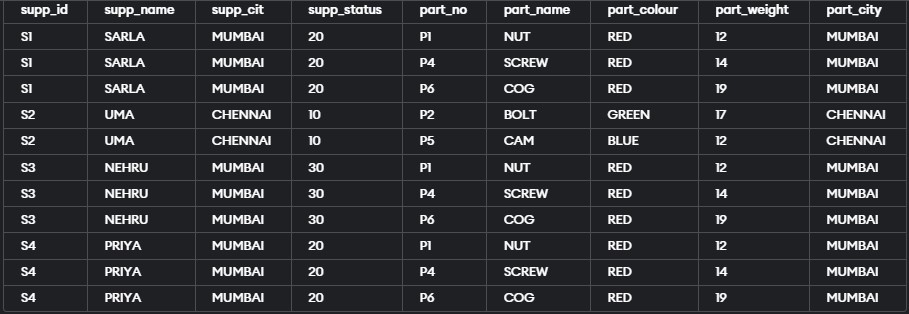 supp_id supp_name supp_cit supp_status part_no part_name part_colour part_weight part_city
S1 SARLA MUMBAI 20 P1 NUT RED 12 MUMBAI
S1 SARLA MUMBAI 20 P4 SCREW RED 14 MUMBAI
S1 SARLA MUMBAI 20 P6 COG RED 19 MUMBAI
S2 UMA CHENNAI 10 P2 BOLT GREEN 17 CHENNAI
S2 UMA CHENNAI 10 P5 CAM BLUE 12 CHENNAI
S3 NEHRU MUMBAI 30 P1 NUT RED 12 MUMBAI
S3 NEHRU MUMBAI 30 P4 SCREW RED 14 MUMBAI
S3 NEHRU MUMBAI 30 P6 COG RED 19 MUMBAI
S4 PRIYA MUMBAI 20 P1 NUT RED 12 MUMBAI
S4 PRIYA MUMBAI 20 P4 SCREW RED 14 MUMBAI
S4 PRIYA MUMBAI 20 P6 COG RED 19 MUMBAI